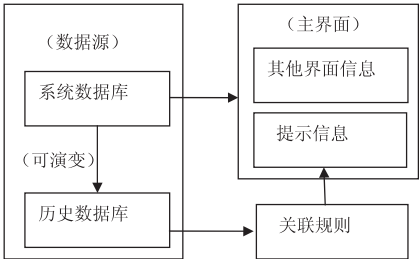 （数据源）
系统数据库
（可演变）
历史数据库
（主界面）
其他界面信息
提示信息
关联规则